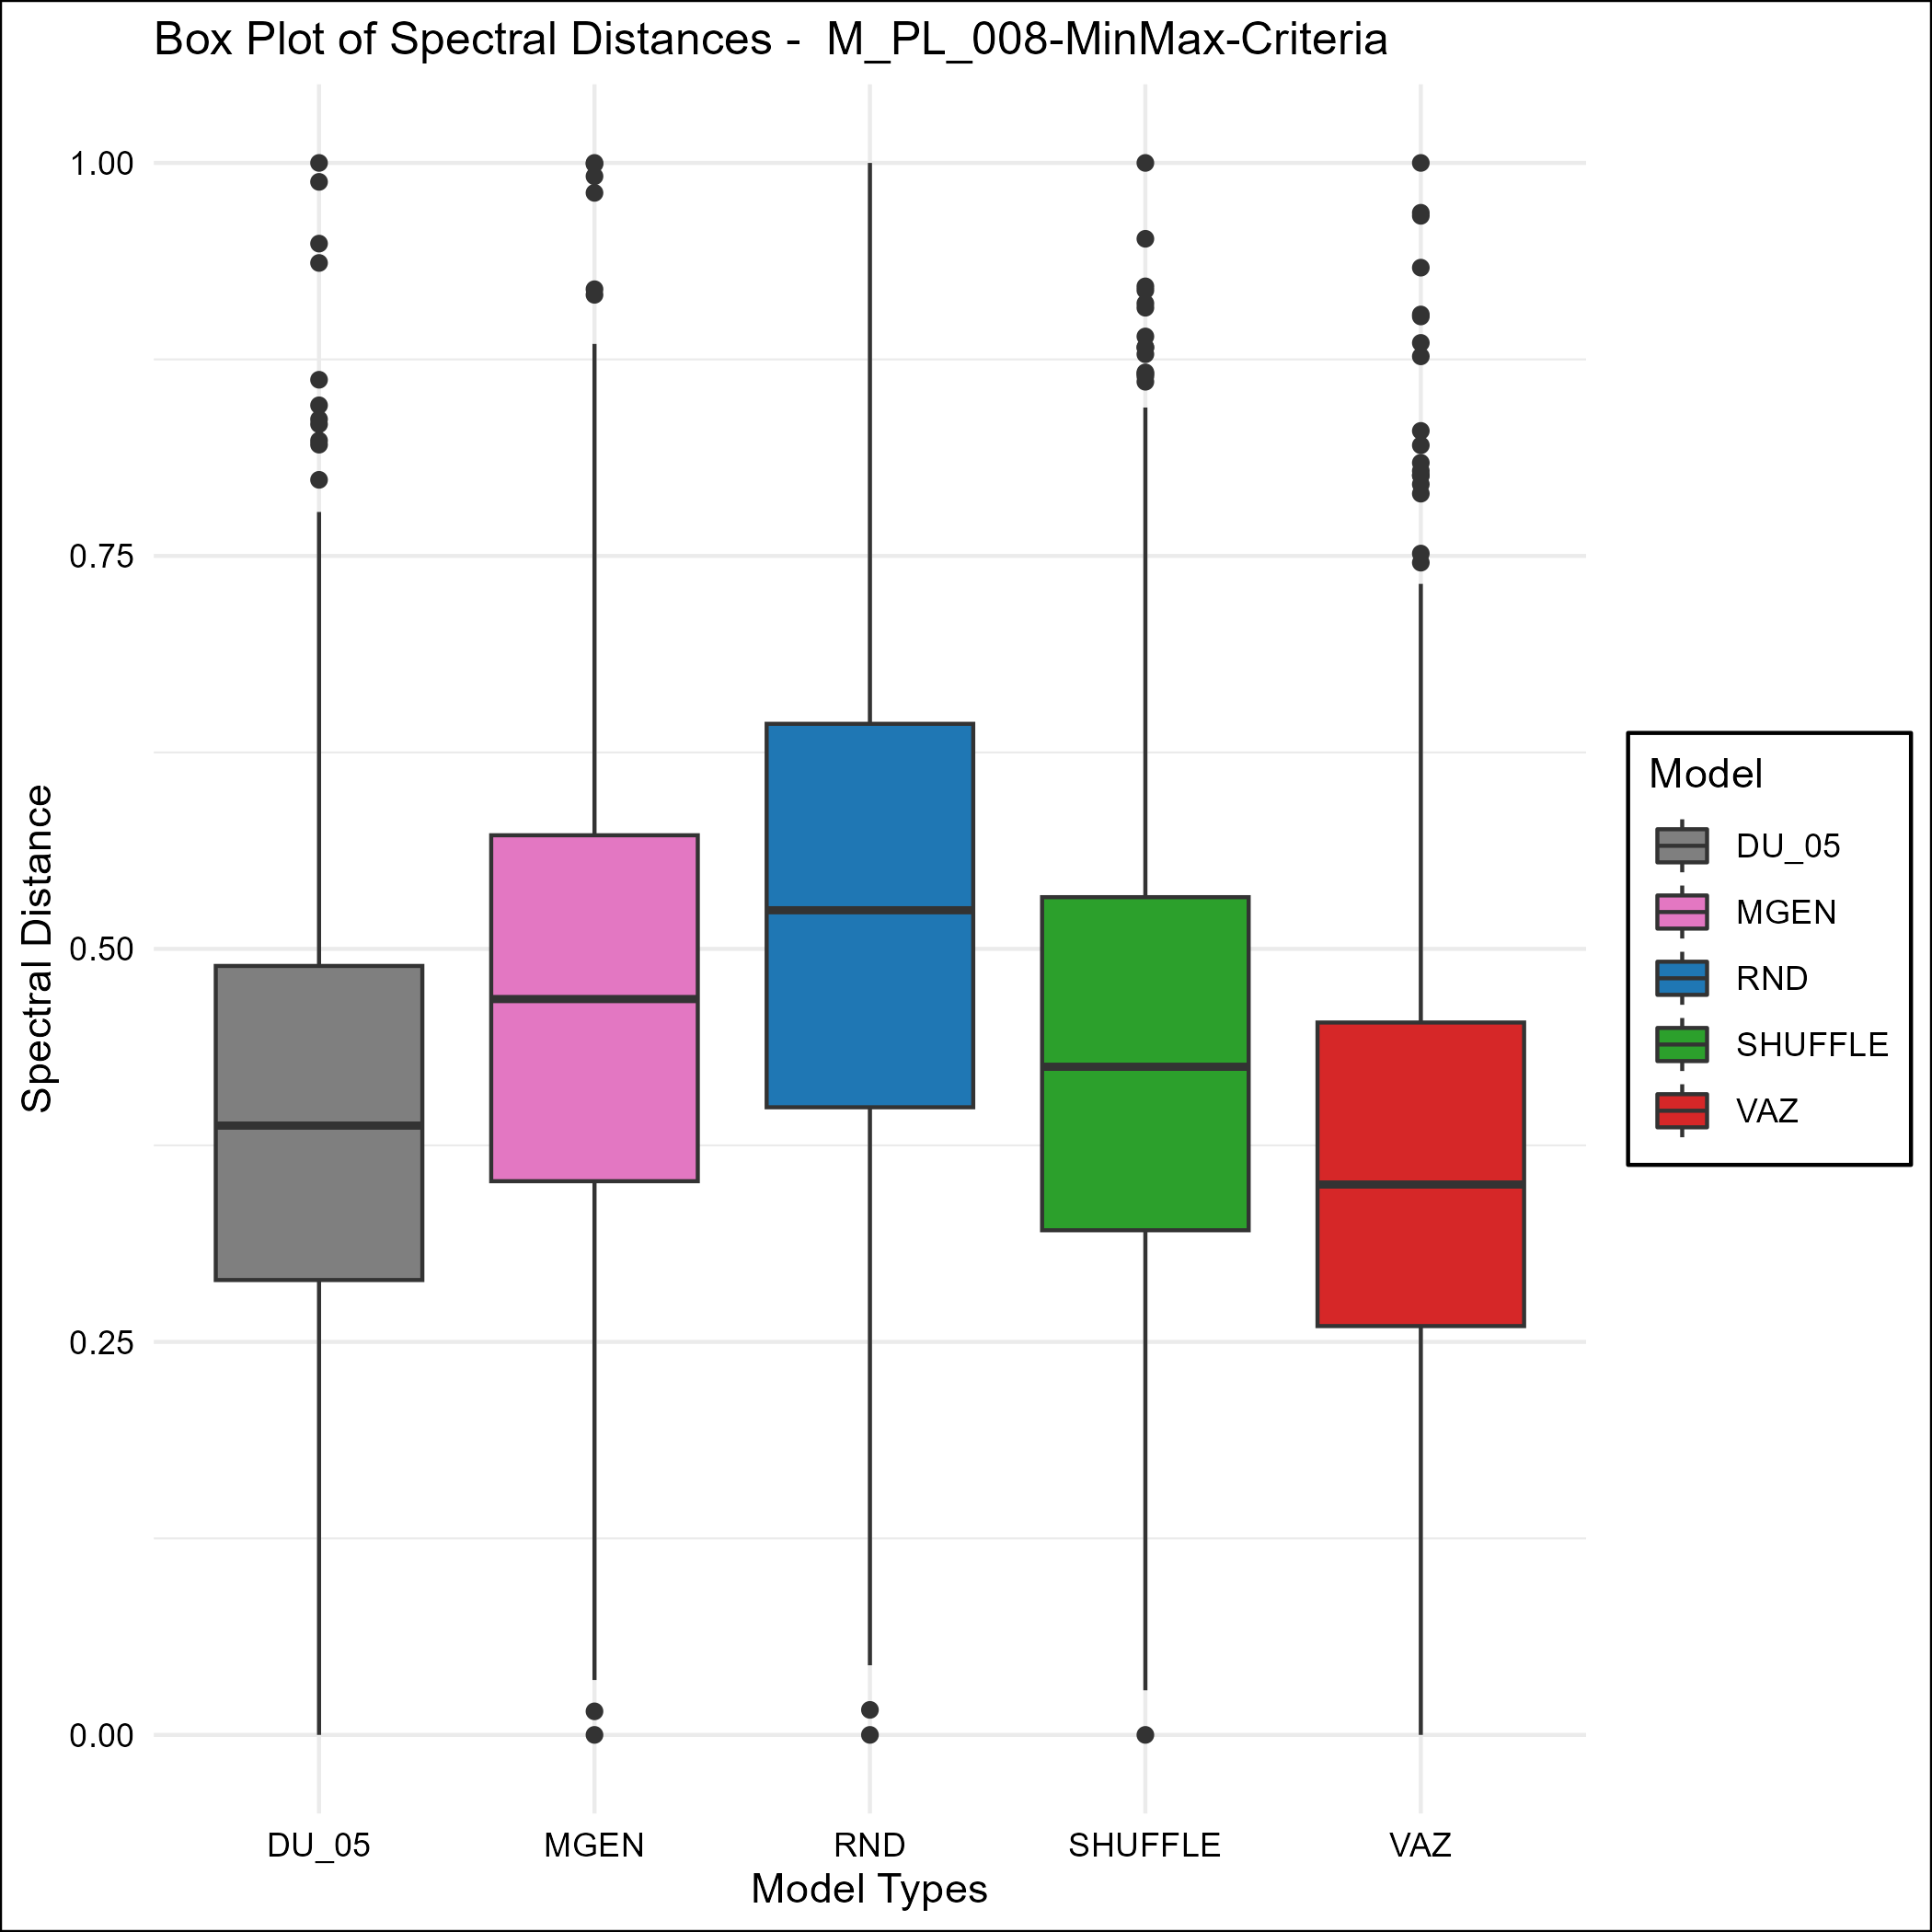 Box Plot of Spectral Distances -  M_PL_008-MinMax-Criteria
Spectral Distance
1.00
0.75
0.50
0.25
0.00
DU_05 MGEN RND SHUFFLE VAZ
Model Types
Model
DU_05
MGEN
RND
SHUFFLE
VAZ